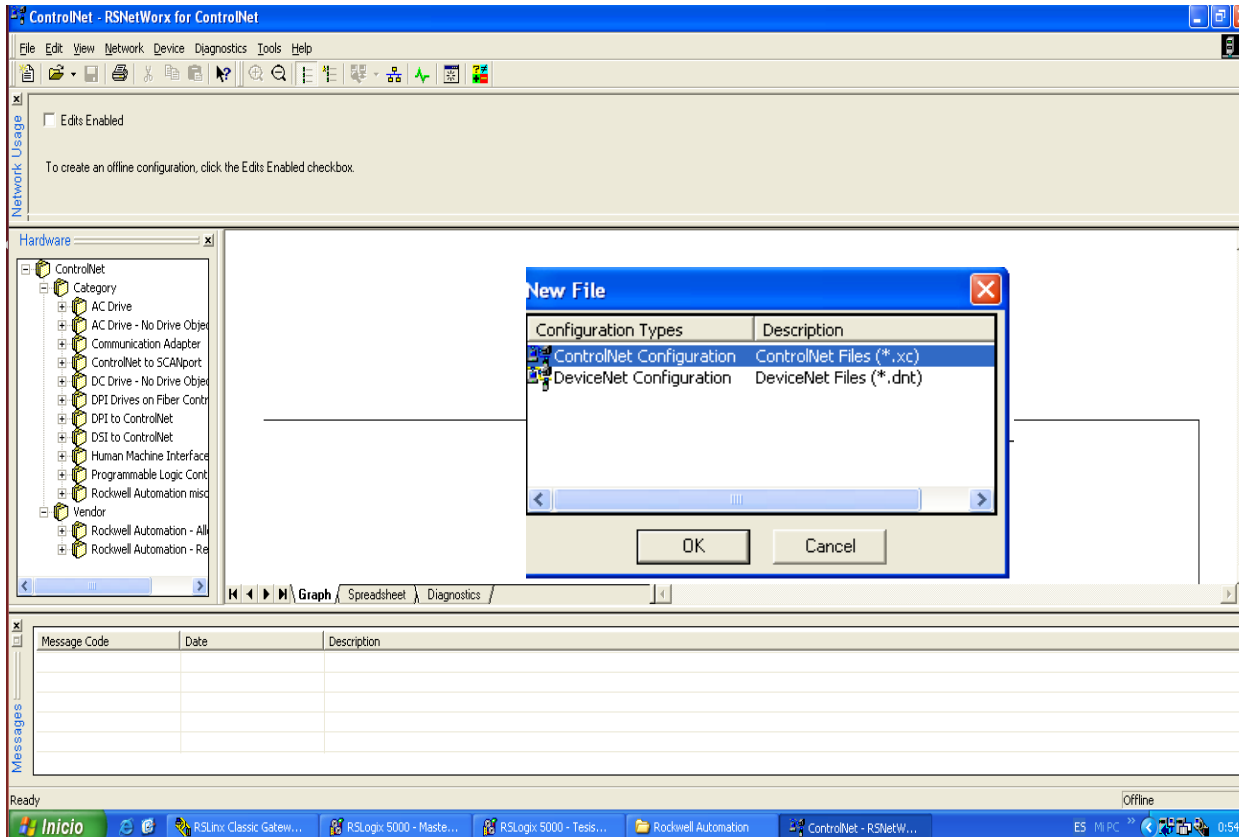 ControlNet - RSNetWorx for ControlNet
File Edit View Network Device Diagnostics Tools Help
Network Usage
Edits Enabled
To create an offline configuration, click the Edits Enabled checkbox.
Hardware
ControlNet
Category
AC Drive
AC Drive - No Drive Objec
Communication Adapter
ControlNet to SCANport
DC Drive - No Drive Objec
DPI Drives on Fiber Contr
DPI to ControlNet
DSI to ControlNet
Human Machine Interface
Programmable Logic Cont
Rockwell Automation misc
Vendor
Rockwell Automation - Alle
Rockwell Automation - Re
New File
Configuration Types Description
ControlNet Configuration ControlNet Files (*.xc)
DeviceNet Configuration DeviceNet Files (*.dnt)
OK Cancel
Graph Spreadsheet Diagnostics
Messages
Message Code Date Description
Ready Offline
Inicio RSLinx Classic Gatew... RSLogix 5000 - Maste... RSLogix 5000 - Tesis... Rockwell Automation ControlNet - RSNetW... ES Mi PC » 0:54